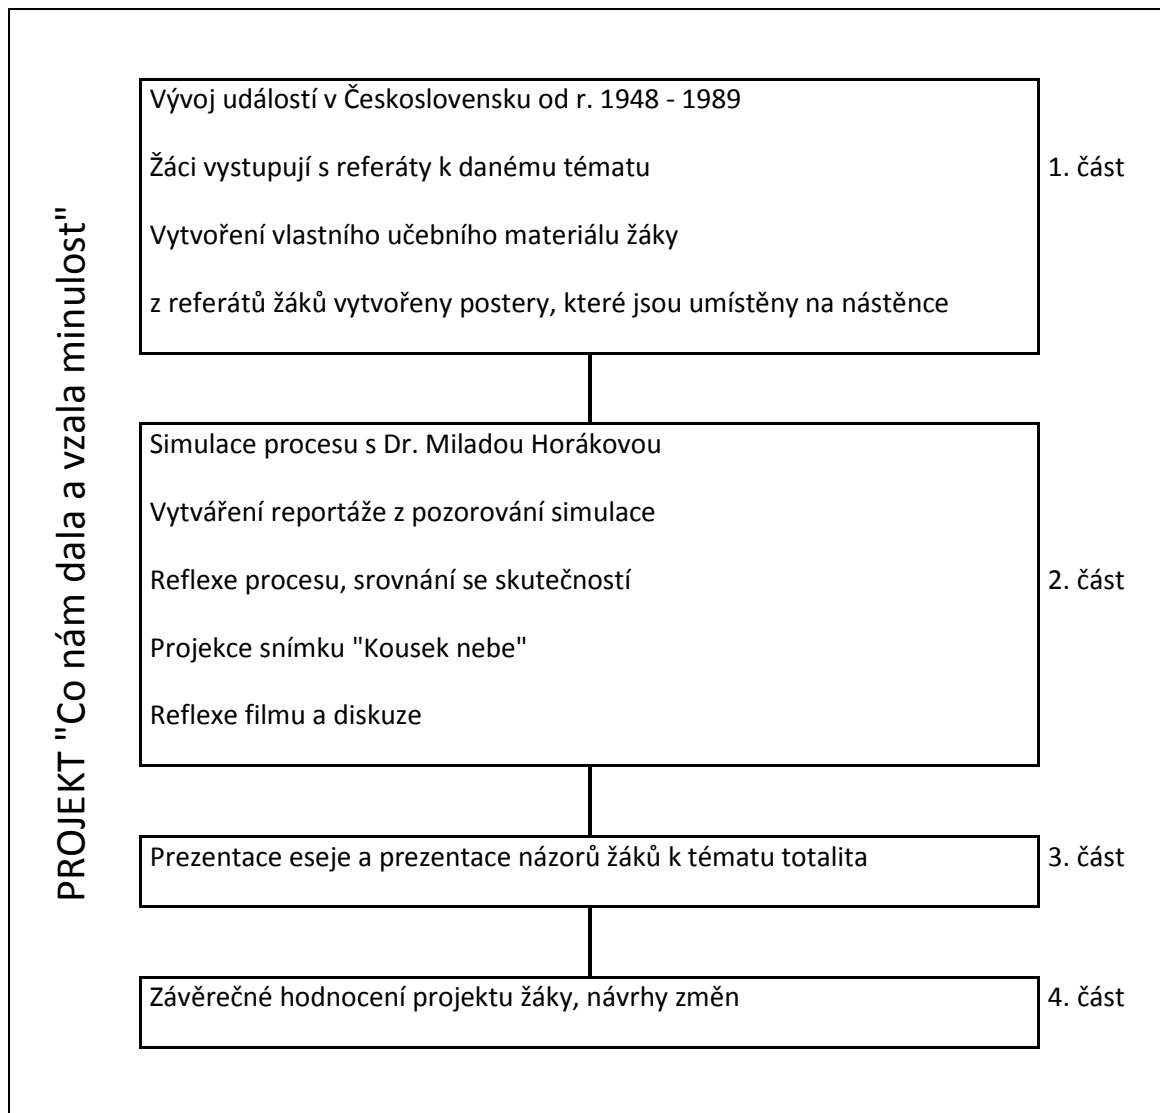 PROJEKT "Co nám dala a vzala minulost"
Vývoj událostí v Československu od r. 1948 - 1989
Žáci vystupují s referáty k danému tématu
1. část
Vytvoření vlastního učebního materiálu žáky
z referátů žáků vytvořeny postery, které jsou umístěny na nástěnce
Simulace procesu s Dr. Miladou Horákovou
Vytváření reportáže z pozorování simulace
Reflexe procesu, srovnání se skutečností
2. část
Projekce snímku "Kousek nebe"
Reflexe filmu a diskuze
Prezentace eseje a prezentace názorů žáků k tématu totalita
3. část
Závěrečné hodnocení projektu žáky, návrhy změn
4. část